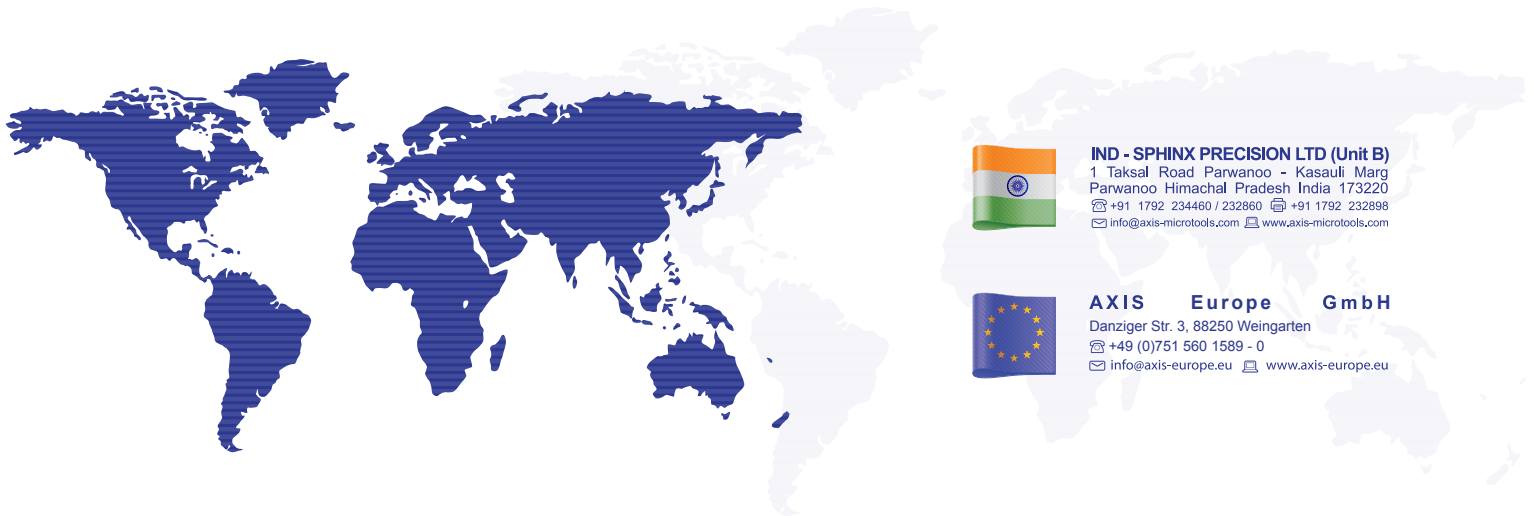 IND - SPHINX PRECISION LTD (Unit B)
1 Taksal Road Parwanoo - Kasauli Marg
Parwanoo Himachal Pradesh India 173220
+91 1792 234460 / 232860 +91 1792 232898
info@axis-microtools.com www.axis-microtools.com
AXIS Europe GmbH
Danziger Str. 3, 88250 Weingarten
+49 (0)751 560 1589 - 0
info@axis-europe.eu www.axis-europe.eu